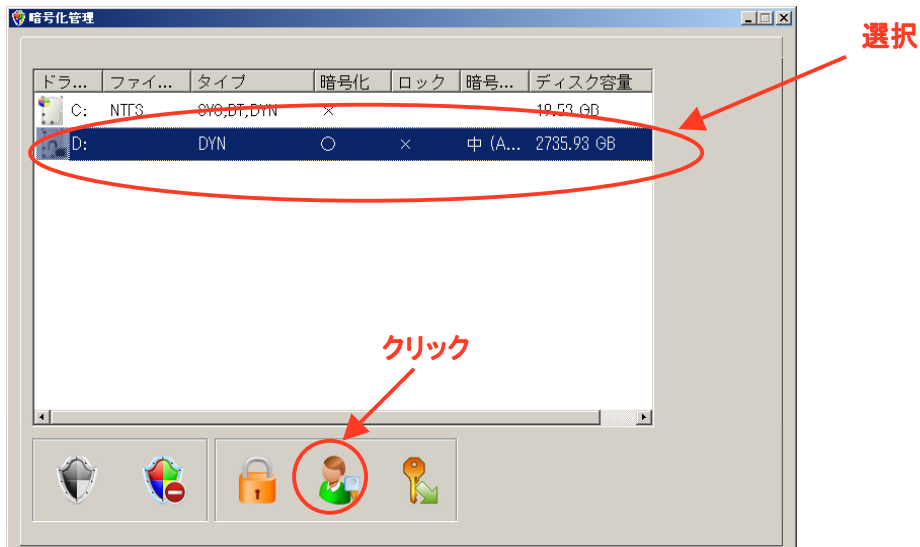 暗号化管理
選択
ドラ... ファイ... タイプ 暗号化 ロック 暗号... ディスク容量
C: NTFS SYS,BT,DYN × 19.53 GB
D: DYN ○ × 中 (A... 2735.93 GB
クリック